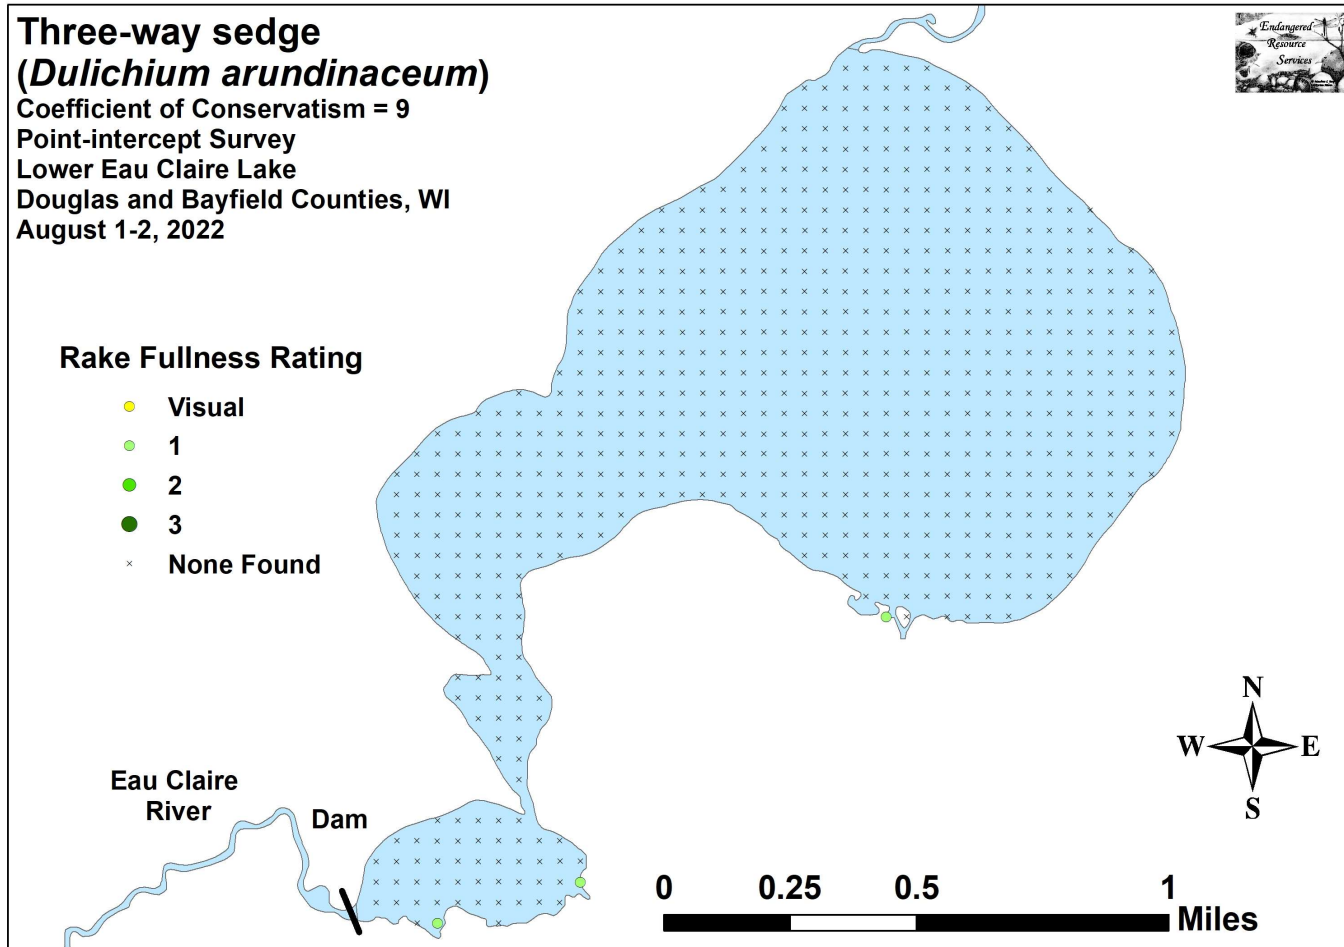 Three-way sedge
(Dulichium arundinaceum)
Coefficient of Conservatism = 9
Point-intercept Survey
Lower Eau Claire Lake
Douglas and Bayfield Counties, WI
August 1-2, 2022
Endangered
Resource
Services
Rake Fullness Rating
Visual
1
2
3
None Found
Eau Claire
River
Dam
N
W E
S
0 0.25 0.5 1
Miles